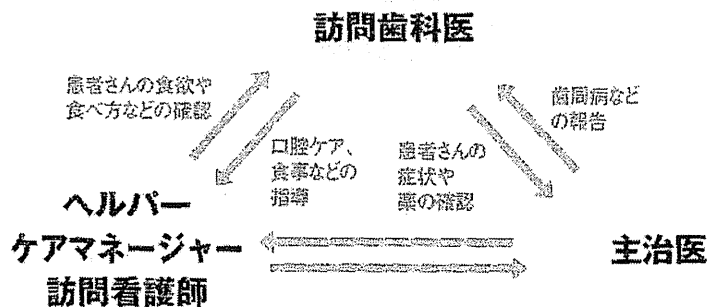 訪問歯科医
患者さんの食欲や
食べ方などの確認
歯周病など
の報告
口腔ケア、
食事などの
指導
患者さんの
症状や
薬の確認
ヘルパー
ケアマネージャー
訪問看護師
主治医